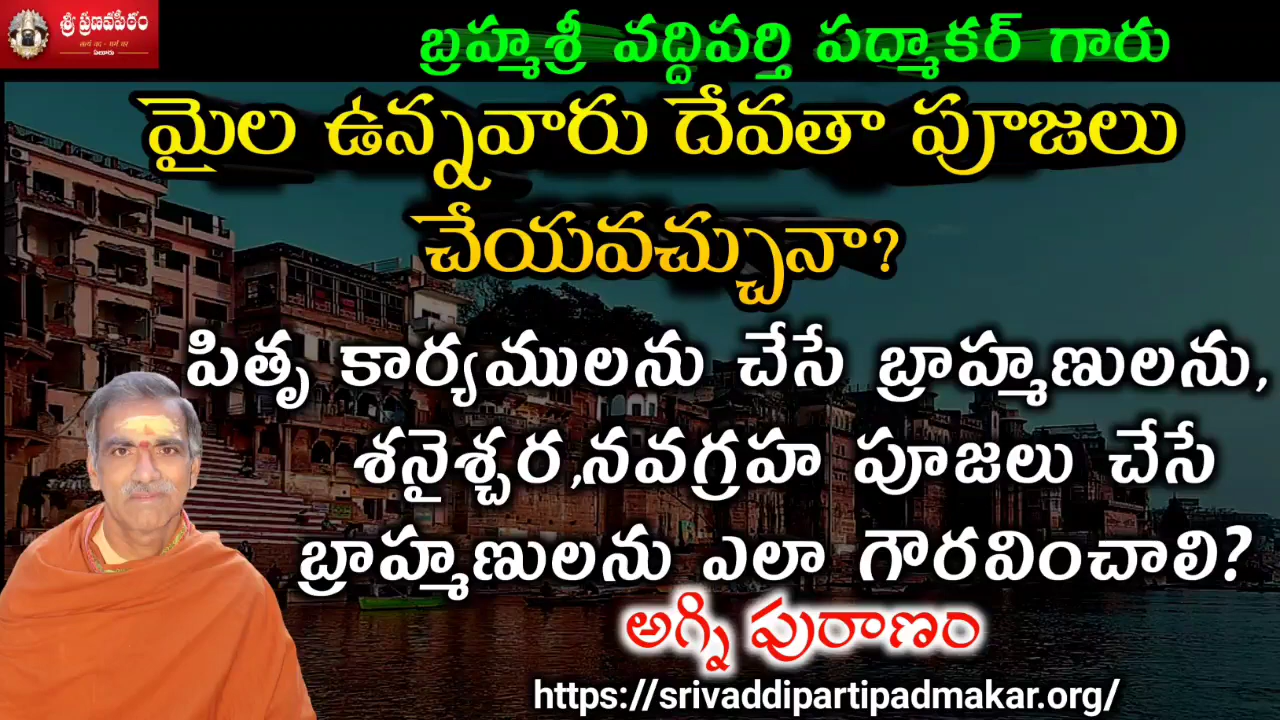 శ్రీ ప్రణవపీఠం
ఏలూరు
బ్రహ్మశ్రీ వద్దిపర్తి పద్మాకర్ గారు
మైల ఉన్నవారు దేవతా పూజలు
చేయవచ్చునా?
పితృ కార్యములను చేసే బ్రాహ్మణులను,
శనైశ్చర,నవగ్రహ పూజలు చేసే
బ్రాహ్మణులను ఎలా గౌరవించాలి?
అగ్ని పురాణం
https://srivaddipartipadmakar.org/